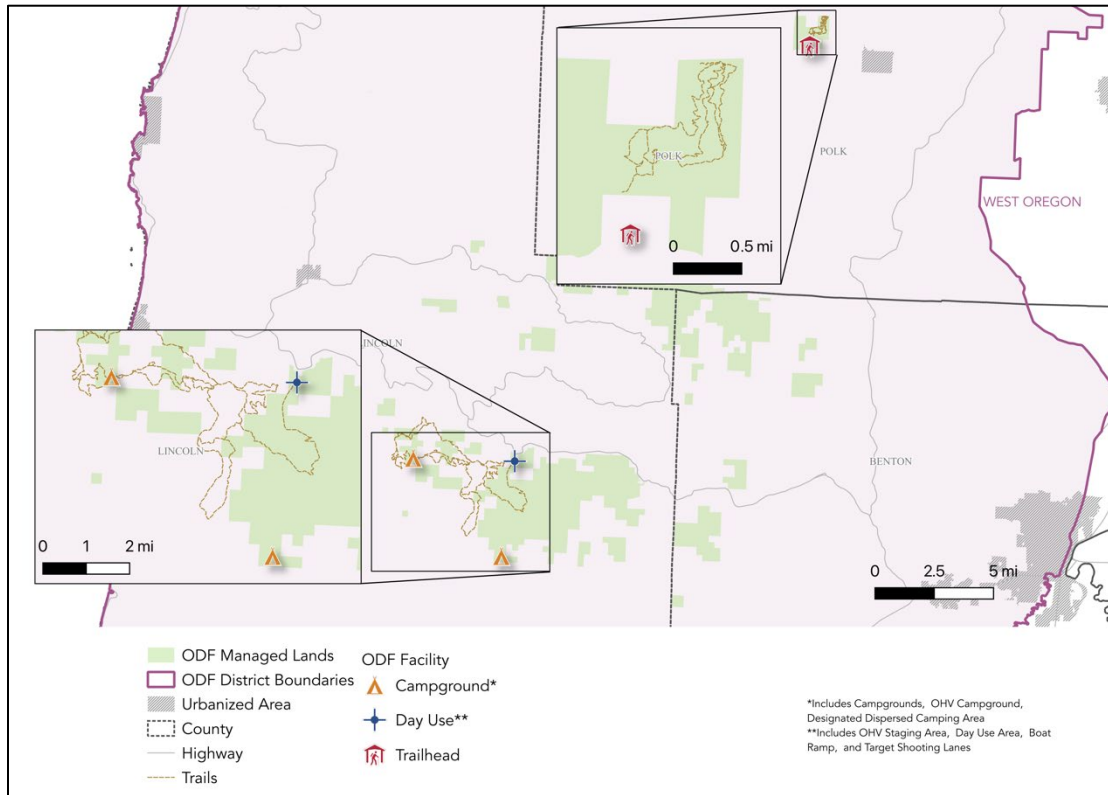 POLK
POLK
WEST OREGON
0 0.5 mi
LINCOLN
LINCOLN
BENTON
0 1 2 mi
0 2.5 5 mi
ODF Managed Lands
ODF District Boundaries
Urbanized Area
County
Highway
Trails
ODF Facility
Campground*
Day Use**
Trailhead
*Includes Campgrounds, OHV Campground,
Designated Dispersed Camping Area
**Includes OHV Staging Area, Day Use Area, Boat
Ramp, and Target Shooting Lanes